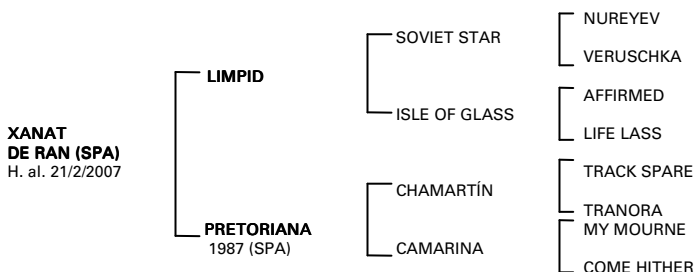 XANAT
DE RAN (SPA)
H. al. 21/2/2007
LIMPID
PRETORIANA
1987 (SPA)
SOVIET STAR
ISLE OF GLASS
CHAMARTÍN
CAMARINA
NUREYEV
VERUSCHKA
AFFIRMED
LIFE LASS
TRACK SPARE
TRANORA
MY MOURNE
COME HITHER